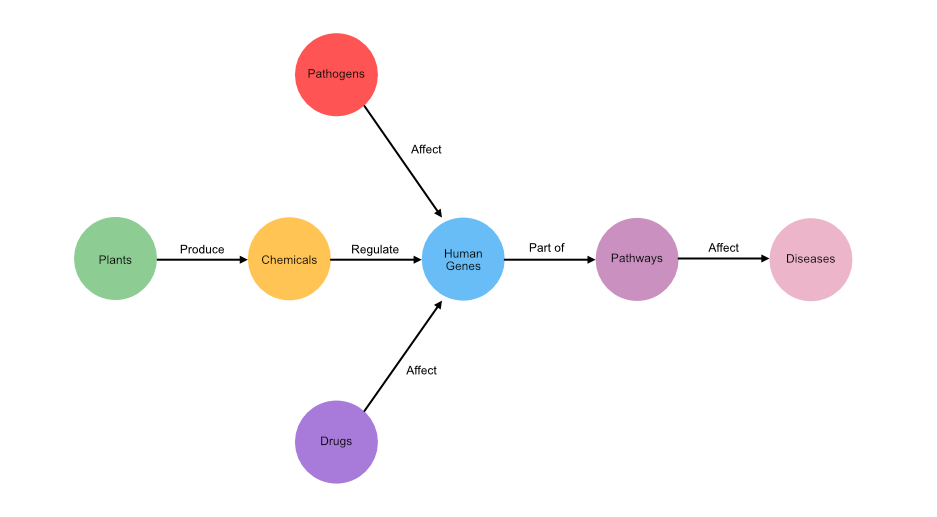 Pathogens
Affect
Plants
Produce
Chemicals
Regulate
Human
Genes
Part of
Pathways
Affect
Diseases
Affect
Drugs